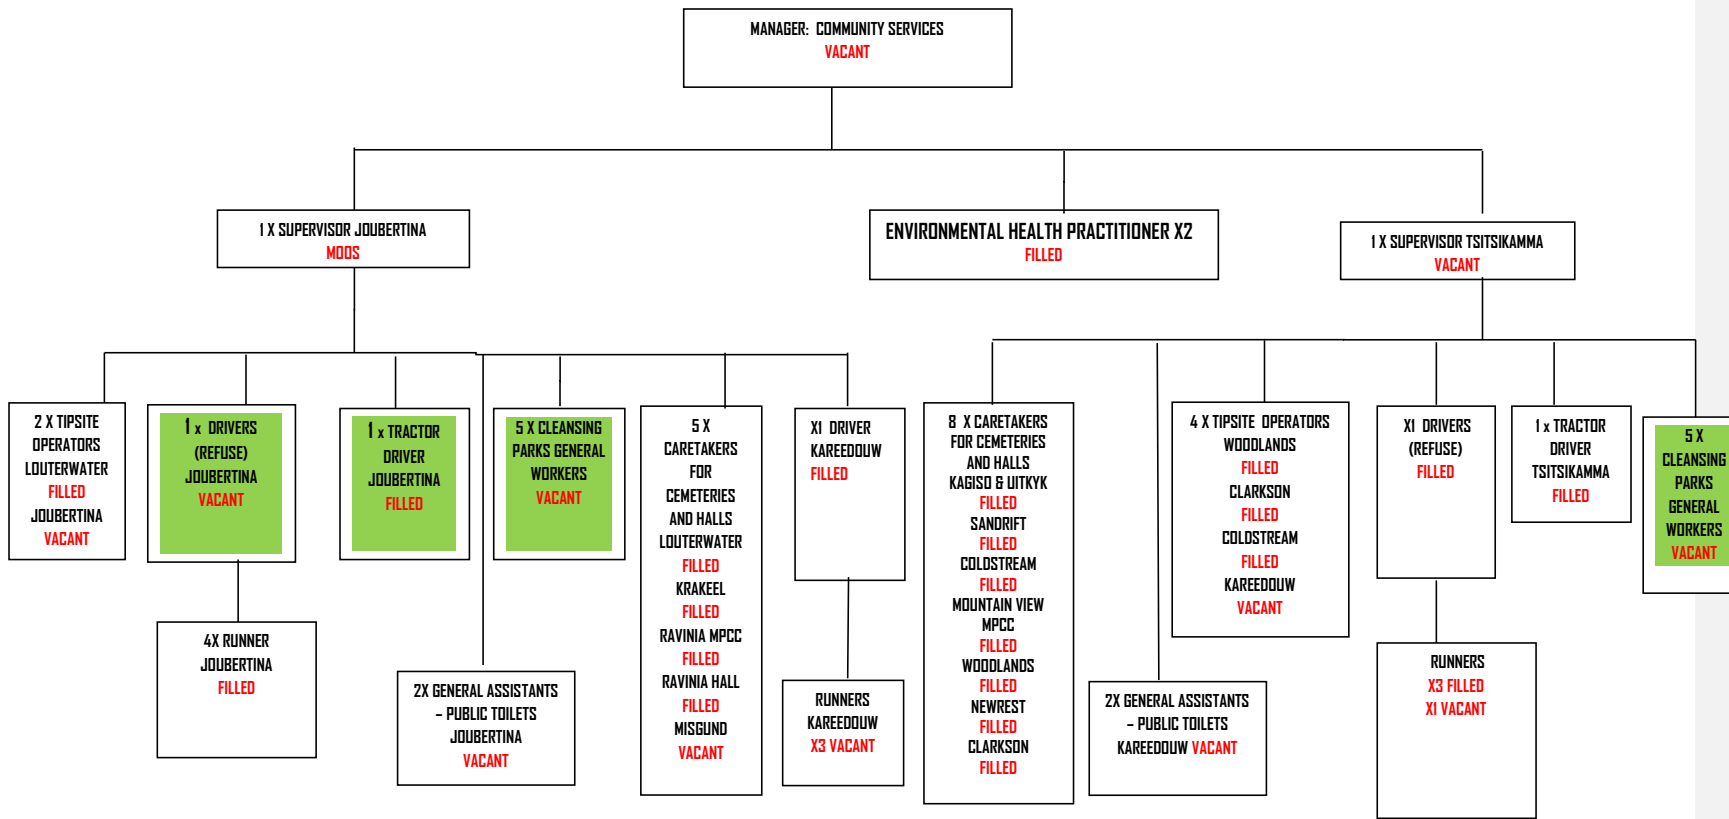 MANAGER: COMMUNITY SERVICES
VACANT
1 X SUPERVISOR JOUBERTINA
MOOS
ENVIRONMENTAL HEALTH PRACTITIONER X2
FILLED
1 X SUPERVISOR TSITSIKAMMA
VACANT
2 X TIPSITE
OPERATORS
LOUTERWATER
FILLED
JOUBERTINA
VACANT
1 x DRIVERS
(REFUSE)
JOUBERTINA
VACANT
1 x TRACTOR
DRIVER
JOUBERTINA
FILLED
5 X CLEANSING
PARKS GENERAL
WORKERS
VACANT
5 X
CARETAKERS
FOR
CEMETERIES
AND HALLS
LOUTERWATER
FILLED
KRAKEEL
FILLED
RAVINIA MPCC
FILLED
RAVINIA HALL
FILLED
MISGUND
VACANT
X1 DRIVER
KAREEDOUW
FILLED
8 X CARETAKERS
FOR CEMETERIES
AND HALLS
KAGISO & UITKYK
FILLED
SANDRIFT
FILLED
COLDSTREAM
FILLED
MOUNTAIN VIEW
MPCC
FILLED
WOODLANDS
FILLED
NEWREST
FILLED
CLARKSON
FILLED
4 X TIPSITE OPERATORS
WOODLANDS
FILLED
CLARKSON
FILLED
COLDSTREAM
FILLED
KAREEDOUW
VACANT
X1 DRIVERS
(REFUSE)
FILLED
1 x TRACTOR
DRIVER
TSITSIKAMMA
FILLED
5 X
CLEANSING
PARKS
GENERAL
WORKERS
VACANT
4X RUNNER
JOUBERTINA
FILLED
2X GENERAL ASSISTANTS
– PUBLIC TOILETS
JOUBERTINA
VACANT
RUNNERS
KAREEDOUW
X3 VACANT
2X GENERAL ASSISTANTS
– PUBLIC TOILETS
KAREEDOUW VACANT
RUNNERS
X3 FILLED
X1 VACANT